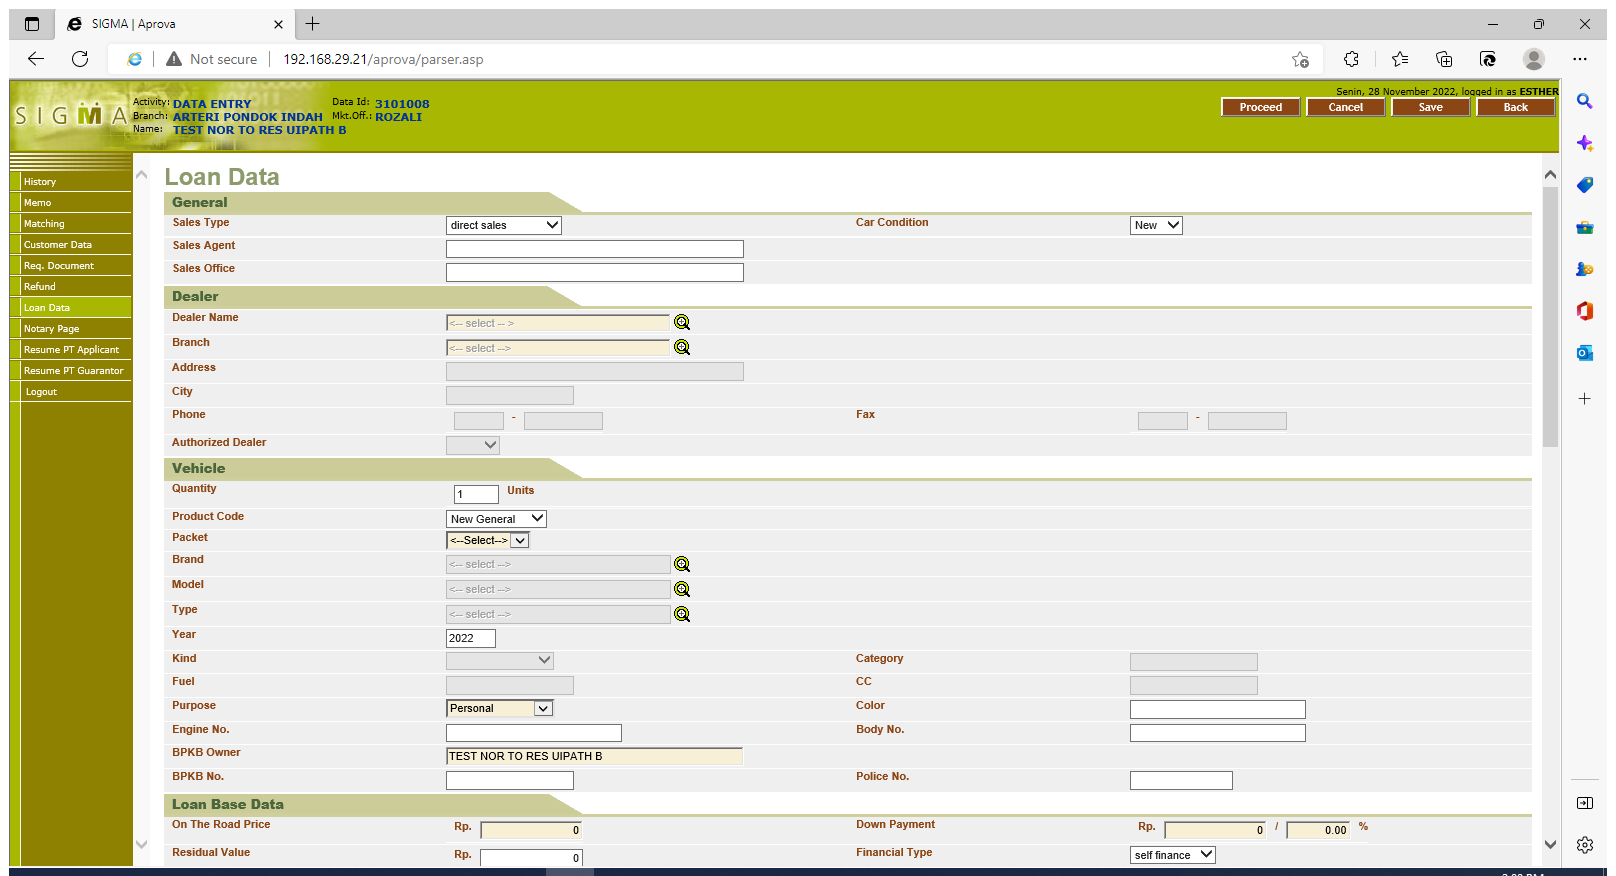 SIGMA | Aprova
Not secure 192.168.29.21/aprova/parser.asp
Senin, 28 November 2022, logged in as ESTHER
SIGMA
Activity: DATA ENTRY Data Id: 3101008
Branch: ARTERI PONDOK INDAH Mkt.Off.: ROZALI
Name: TEST NOR TO RES UIPATH B
Proceed Cancel Save Back
History
Memo
Matching
Customer Data
Req. Document
Refund
Loan Data
Notary Page
Resume PT Applicant
Resume PT Guarantor
Logout
Loan Data
General
Sales Type direct sales Car Condition New
Sales Agent
Sales Office
Dealer
Dealer Name <-- select -- >
Branch <-- select -->
Address
City
Phone - Fax -
Authorized Dealer
Vehicle
Quantity 1 Units
Product Code New General
Packet <--Select-->
Brand <-- select -->
Model <-- select -->
Type <-- select -->
Year 2022
Kind Category
Fuel CC
Purpose Personal Color
Engine No. Body No.
BPKB Owner TEST NOR TO RES UIPATH B
BPKB No. Police No.
Loan Base Data
On The Road Price Rp. 0 Down Payment Rp. 0 / 0.00 %
Residual Value Rp. 0 Financial Type self finance